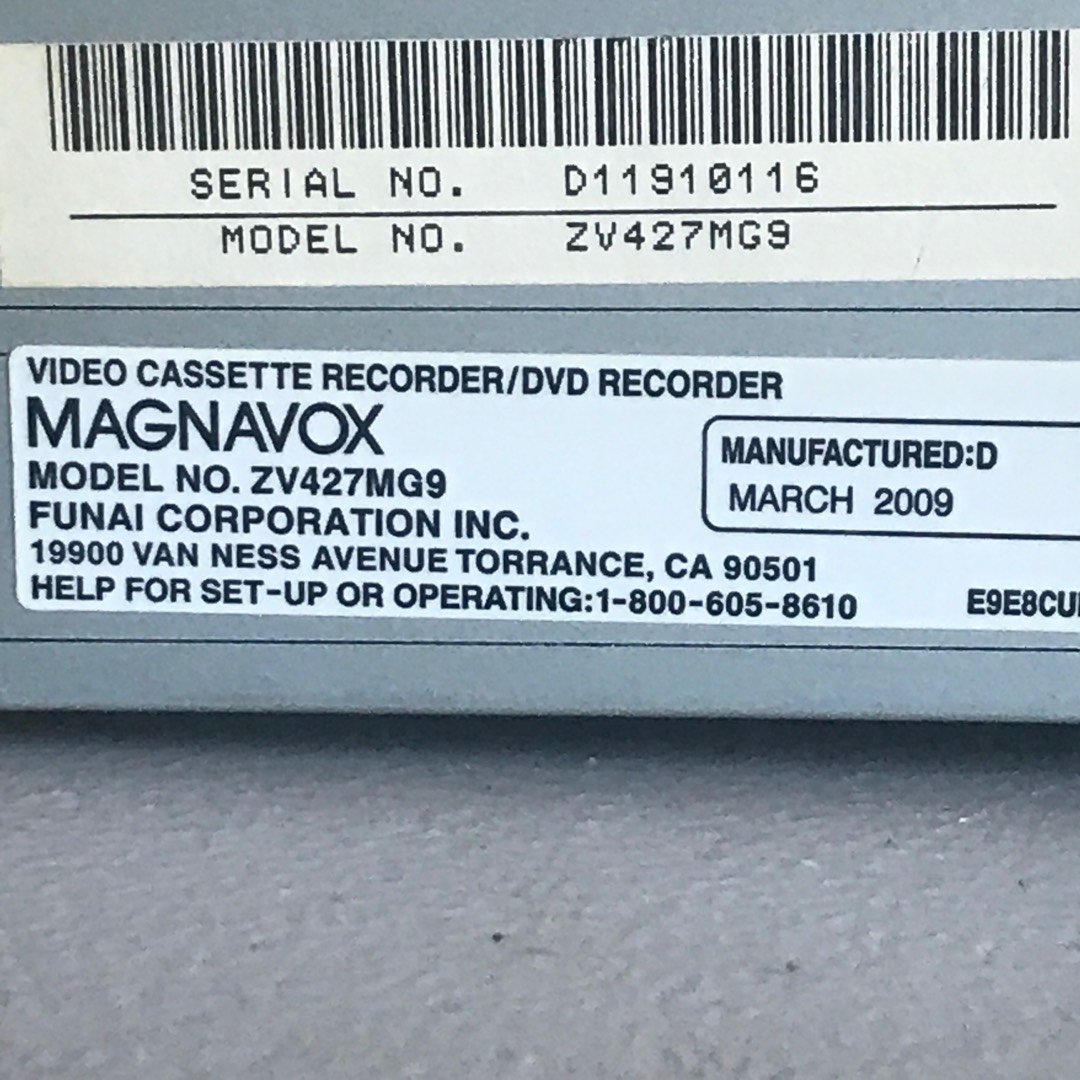 SERIAL NO. D11910116
MODEL NO. ZV427MG9
VIDEO CASSETTE RECORDER/DVD RECORDER
MAGNAVOX
MODEL NO. ZV427MG9
FUNAI CORPORATION INC.
19900 VAN NESS AVENUE TORRANCE, CA 90501
HELP FOR SET-UP OR OPERATING:1-800-605-8610
MANUFACTURED:D
MARCH 2009